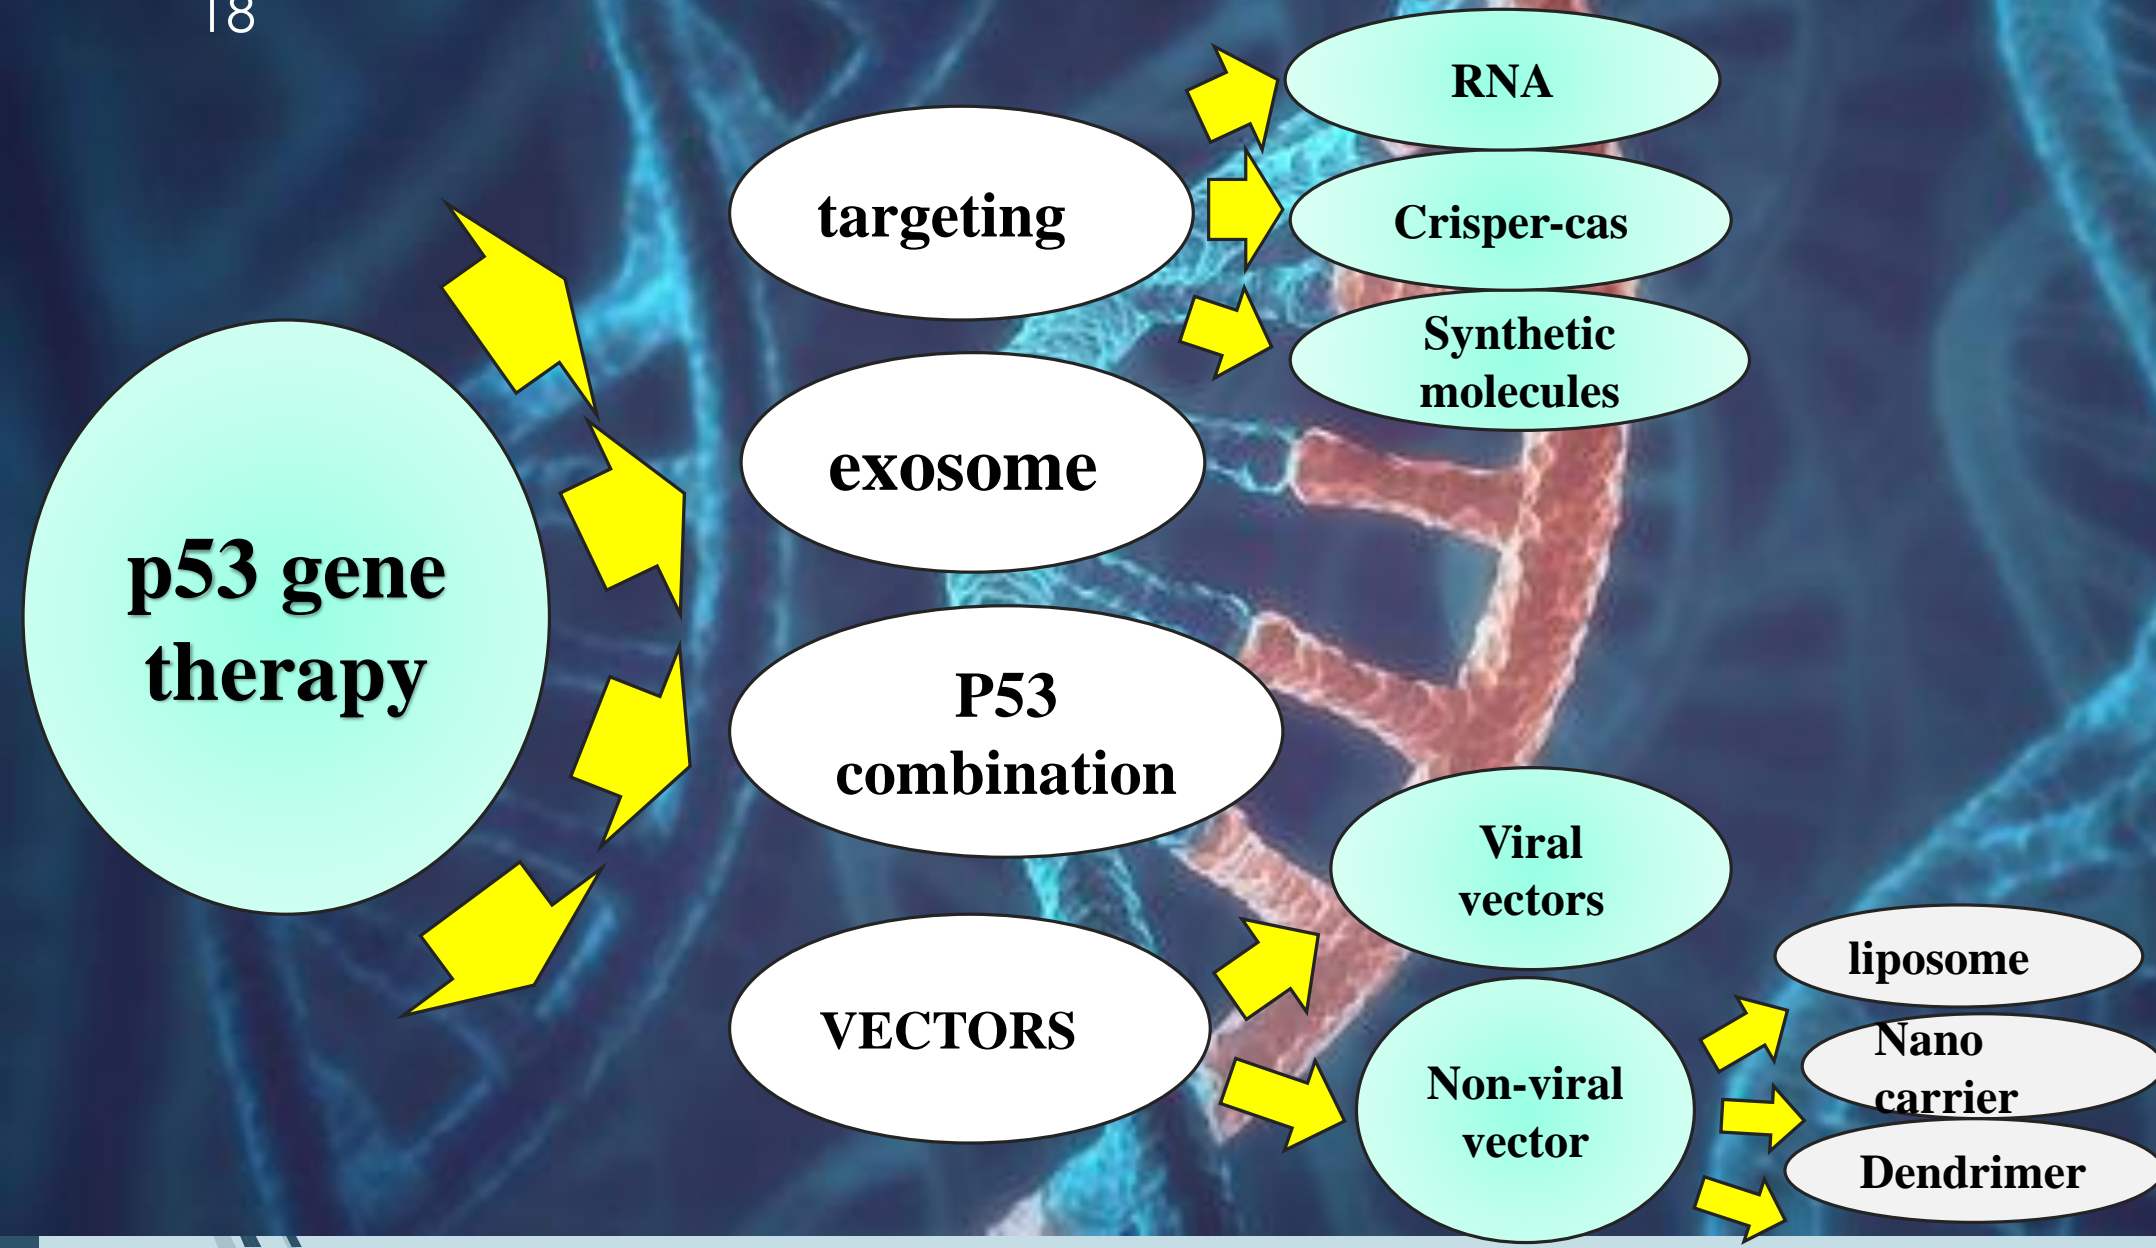 18
p53 gene
therapy
targeting
RNA
Crisper-cas
Synthetic
molecules
exosome
P53
combination
VECTORS
Viral
vectors
Non-viral
vector
liposome
Nano
carrier
Dendrimer